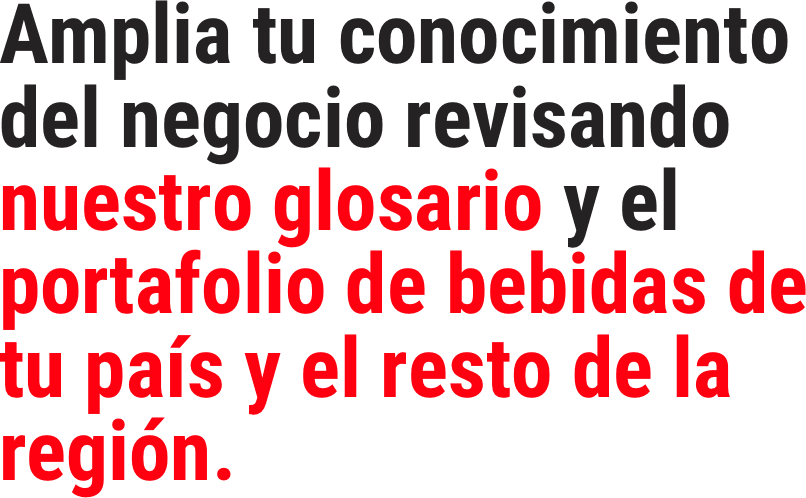 Amplia tu conocimiento
del negocio revisando
nuestro glosario y el
portafolio de bebidas de
tu país y el resto de la
región.